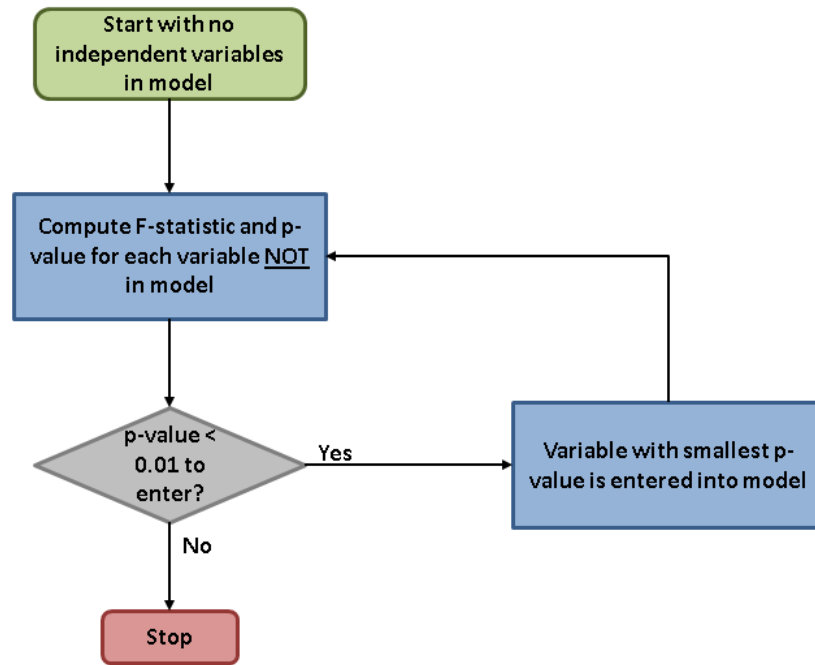 Start with no
independent variables
in model
Compute F-statistic and p-
value for each variable NOT
in model
p-value <
0.01 to
enter?
Yes
Variable with smallest p-
value is entered into model
No
Stop